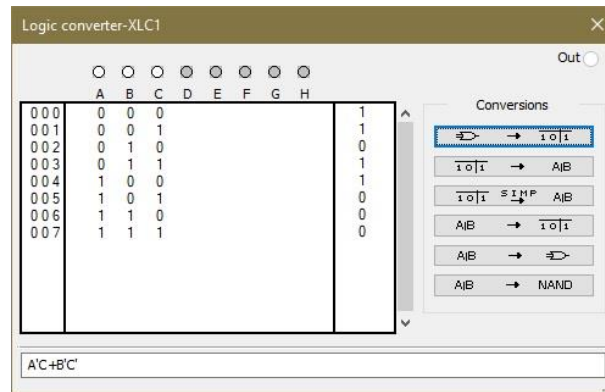 Logic converter-XLC1
Out
A B C D E F G H
000 0 0 0 1
001 0 0 1 1
002 0 1 0 0
003 0 1 1 1
004 1 0 0 1
005 1 0 1 0
006 1 1 0 0
007 1 1 1 0
Conversions
→ 1 0|1
1 0|1 → A|B
1 0|1 SIMP → A|B
A|B → 1 0|1
A|B →
A|B → NAND
A'C+B'C'